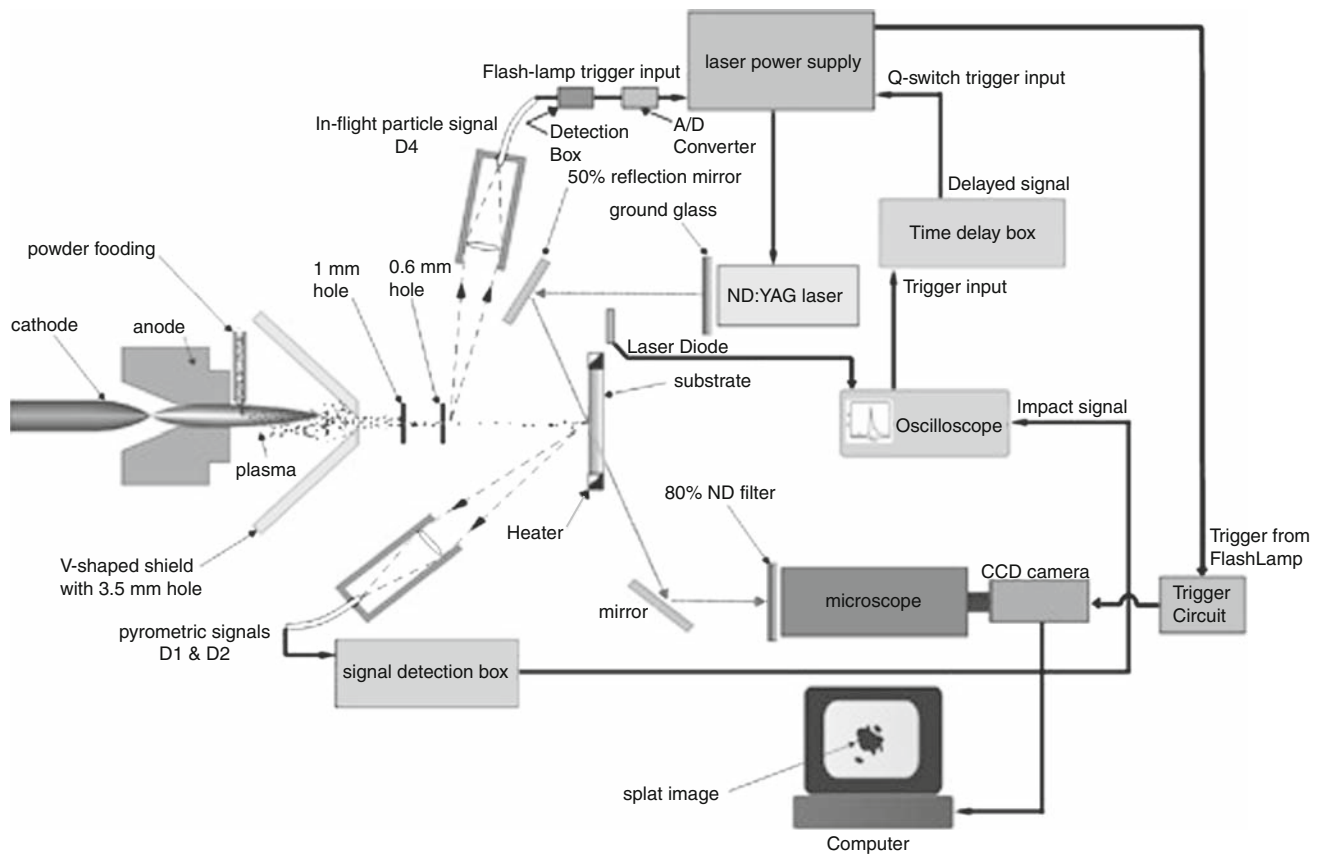 laser power supply
Flash-lamp trigger input
Q-switch trigger input
In-flight particle signal
D4
Detection
Box
A/D
Converter
50% reflection mirror
ground glass
Delayed signal
Time delay box
powder fooding
1 mm
hole
0.6 mm
hole
ND:YAG laser
Trigger input
cathode
anode
Laser Diode
substrate
Impact signal
Oscilloscope
plasma
80% ND filter
Heater
V-shaped shield
with 3.5 mm hole
Trigger from
FlashLamp
CCD camera
microscope
Trigger
Circuit
mirror
pyrometric signals
D1 & D2
signal detection box
splat image
Computer